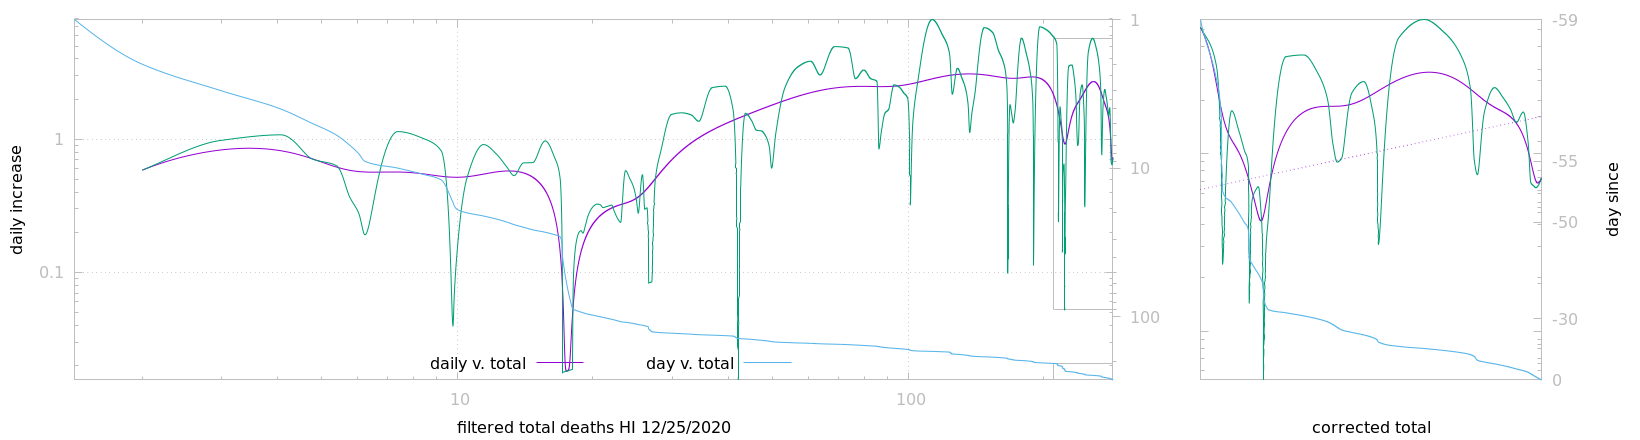 daily increase
1
0.1
10
100
1
10
100
daily v. total
day v. total
filtered total deaths HI 12/25/2020
-59
-55
-50
-30
0
day since
corrected total